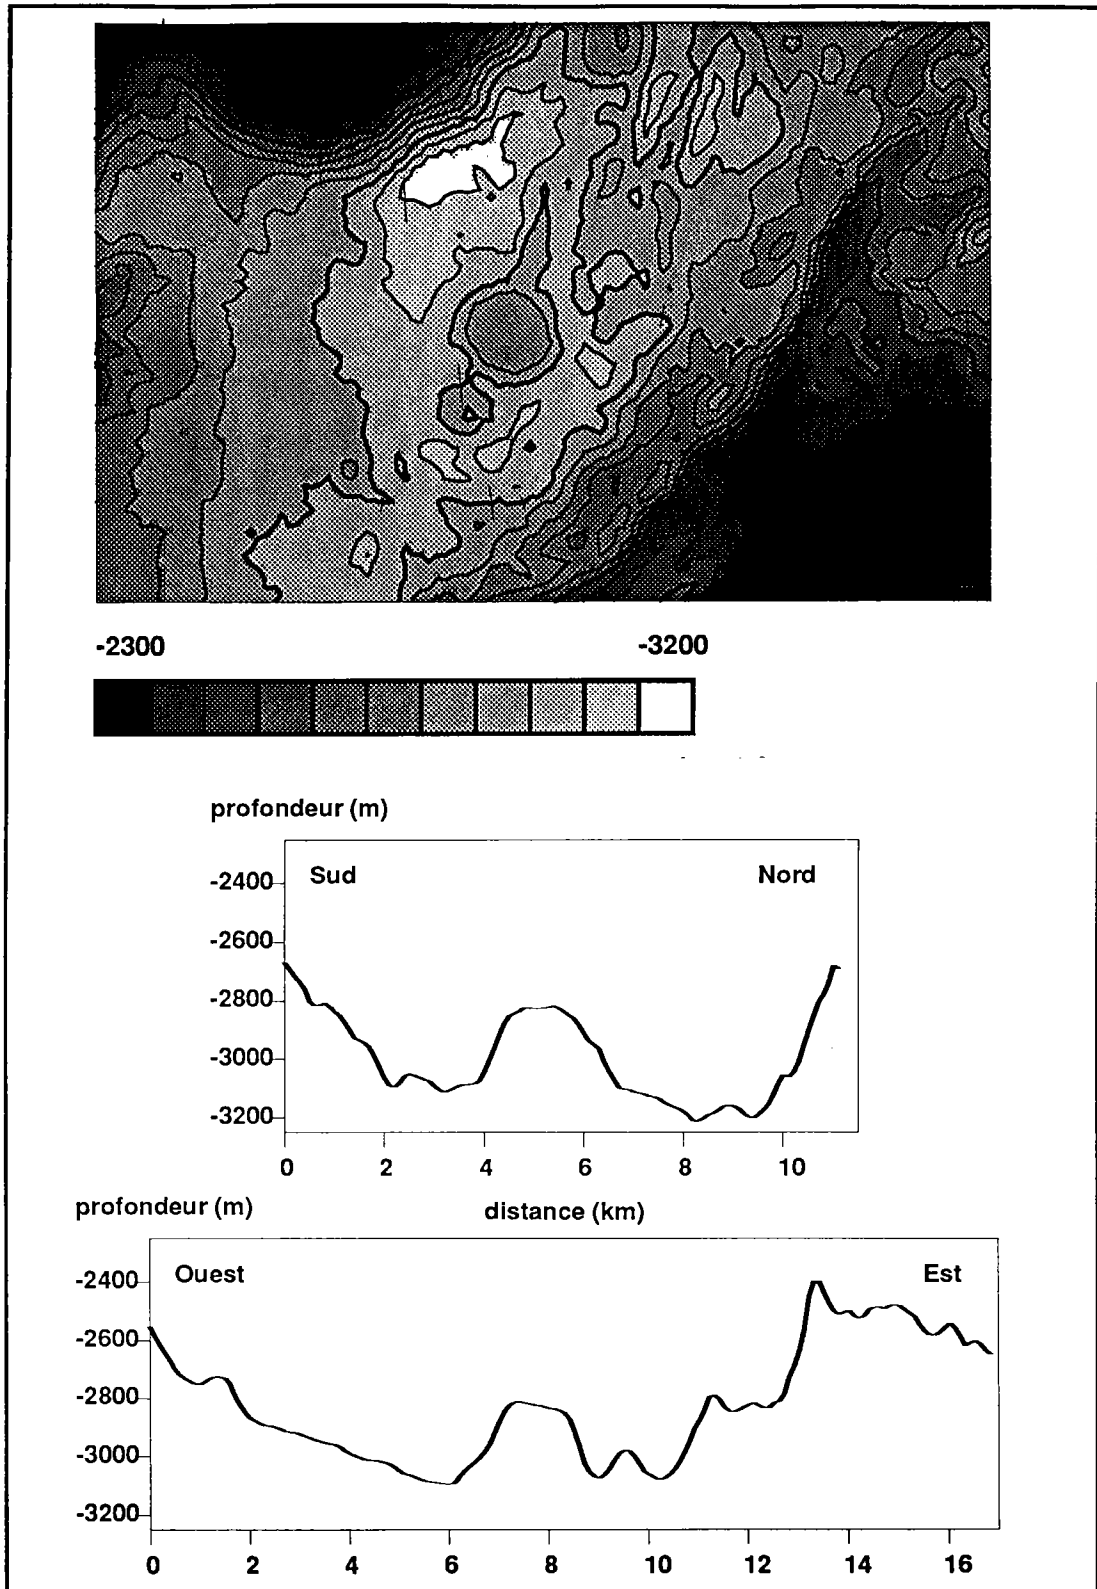 -2300 -3200
profondeur (m)
Sud Nord
-2400
-2600
-2800
-3000
-3200
0 2 4 6 8 10
distance (km)
profondeur (m)
Ouest Est
-2400
-2600
-2800
-3000
-3200
0 2 4 6 8 10 12 14 16